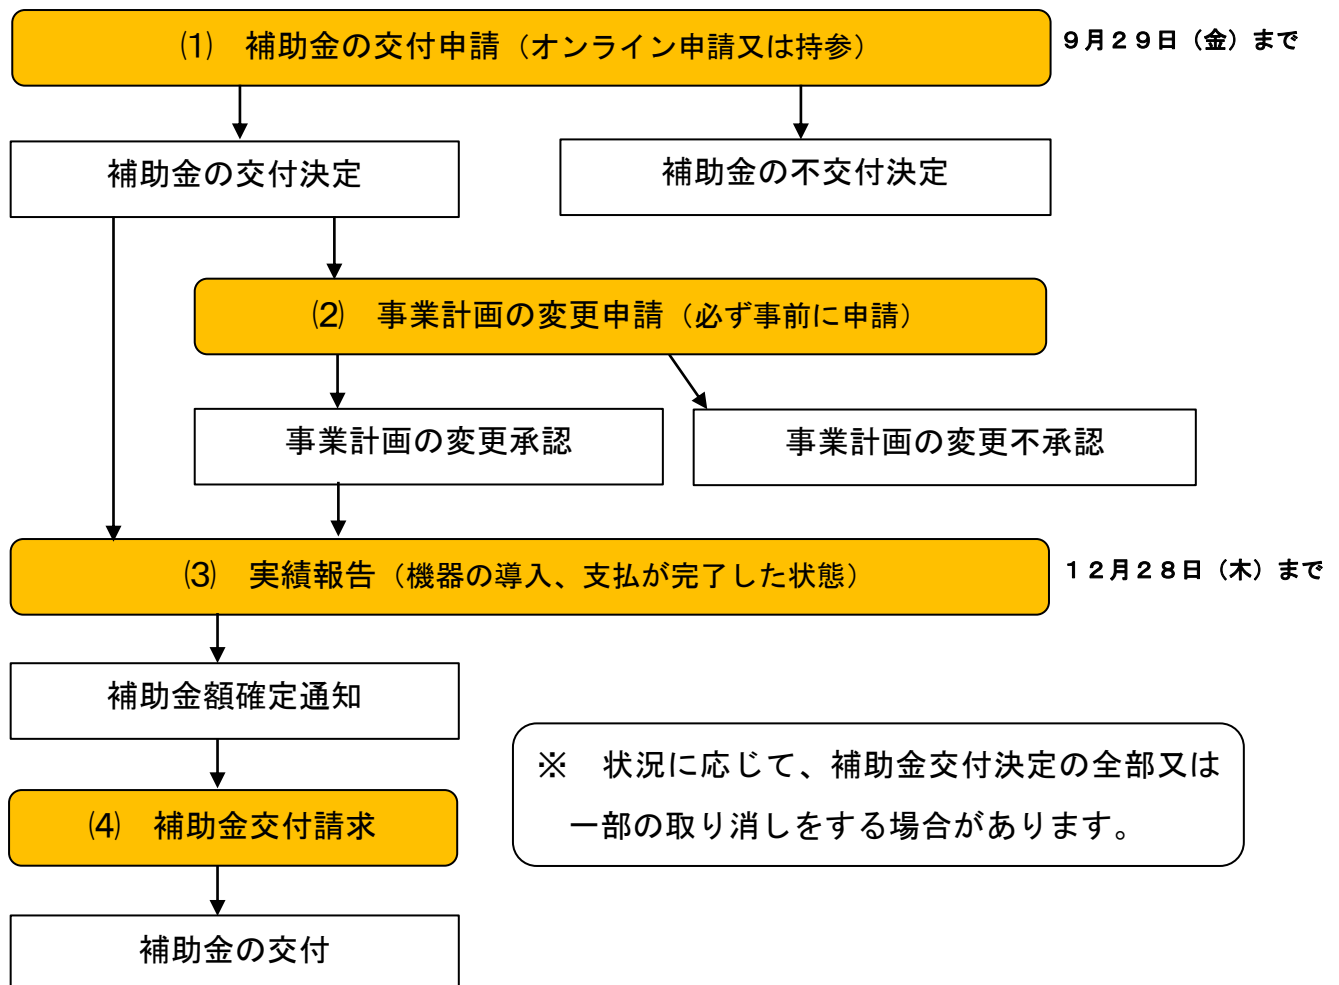 ⑴　補助金の交付申請（オンライン申請又は持参）
９月２９日（金）まで
補助金の交付決定
補助金の不交付決定
⑵　事業計画の変更申請（必ず事前に申請）
事業計画の変更承認
事業計画の変更不承認
⑶　実績報告（機器の導入、支払が完了した状態）
１２月２８日（木）まで
補助金額確定通知
※　状況に応じて、補助金交付決定の全部又は
一部の取り消しをする場合があります。
⑷　補助金交付請求
補助金の交付